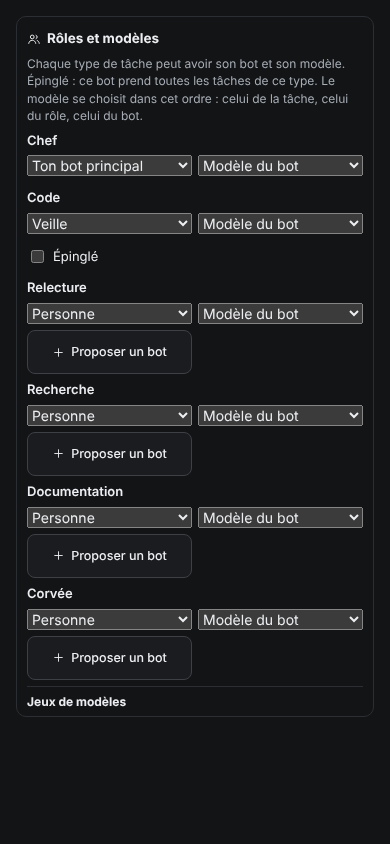 Rôles et modèles
Chaque type de tâche peut avoir son bot et son modèle.
Épinglé : ce bot prend toutes les tâches de ce type. Le
modèle se choisit dans cet ordre : celui de la tâche, celui
du rôle, celui du bot.
Chef
Ton bot principal Modèle du bot
Code
Veille Modèle du bot
Épinglé
Relecture
Personne Modèle du bot
+ Proposer un bot
Recherche
Personne Modèle du bot
+ Proposer un bot
Documentation
Personne Modèle du bot
+ Proposer un bot
Corvée
Personne Modèle du bot
+ Proposer un bot
Jeux de modèles